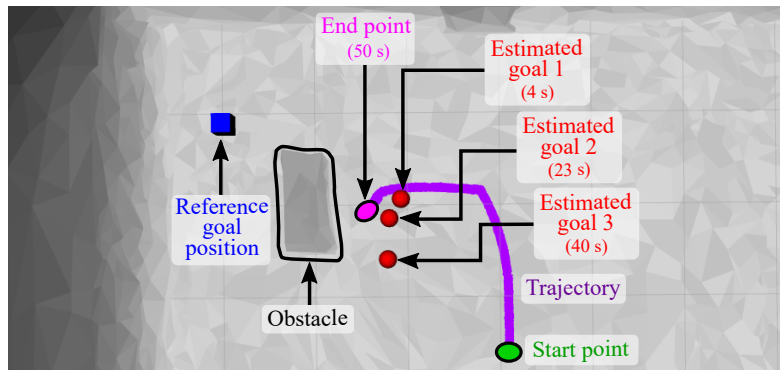 End point
(50 s)
Estimated
goal 1
(4 s)
Estimated
goal 2
(23 s)
Reference
goal
position
Estimated
goal 3
(40 s)
Trajectory
Obstacle
Start point